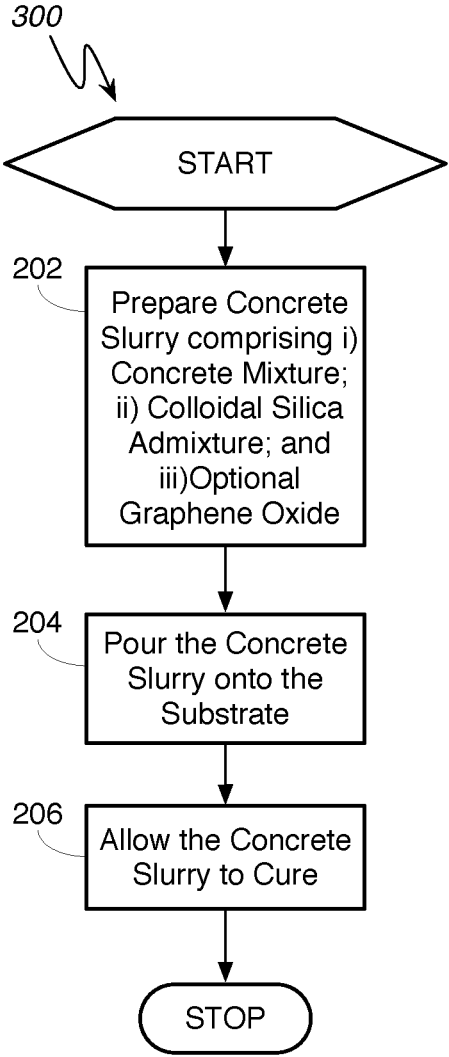 300
START
202
Prepare Concrete
Slurry comprising i)
Concrete Mixture;
ii) Colloidal Silica
Admixture; and
iii)Optional
Graphene Oxide
204
Pour the Concrete
Slurry onto the
Substrate
206
Allow the Concrete
Slurry to Cure
STOP